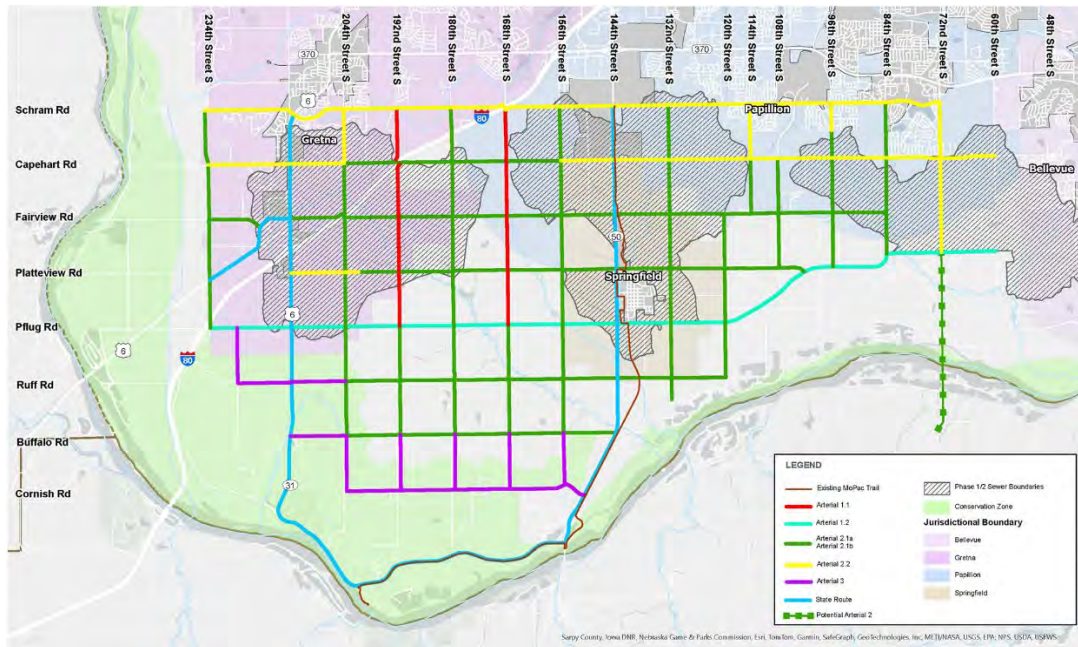 234th Street S
204th Street S
192nd Street S
180th Street S
168th Street S
156th Street S
144th Street S
132nd Street S
120th Street S
114th Street S
108th Street S
96th Street S
84th Street S
72nd Street S
60th Street S
48th Street S
370
370
6
80
Schram Rd
Papillion
Gretna
Capehart Rd
Bellevue
Fairview Rd
50
Platteview Rd
Springfield
6
Pflug Rd
6
80
Ruff Rd
Buffalo Rd
31
Cornish Rd
LEGEND
Existing MoPac Trail
Arterial 1.1
Arterial 1.2
Arterial 2.1a
Arterial 2.1b
Arterial 2.2
Arterial 3
State Route
Potential Arterial 2
Phase 1/2 Sewer Boundaries
Conservation Zone
Jurisdictional Boundary
Bellevue
Gretna
Papillion
Springfield
Sarpy County, Iowa DNR, Nebraska Game & Parks Commission, Esri, TomTom, Garmin, SafeGraph, GeoTechnologies, Inc, METI/NASA, USGS, EPA, NPS, USDA, USFWS